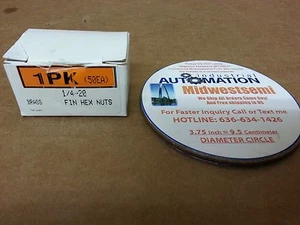 1PK (50EA)
1/4-20
BRASS
FIN HEX NUTS
Industrial
AUTOMATION
Midwestsemi
We Ship All Orders Same Day!
And Free shipping in US
For Faster inquiry Call or Text me
HOTLINE: 636-634-1426
3.75 inch = 9.5 Centimeter
DIAMETER CIRCLE